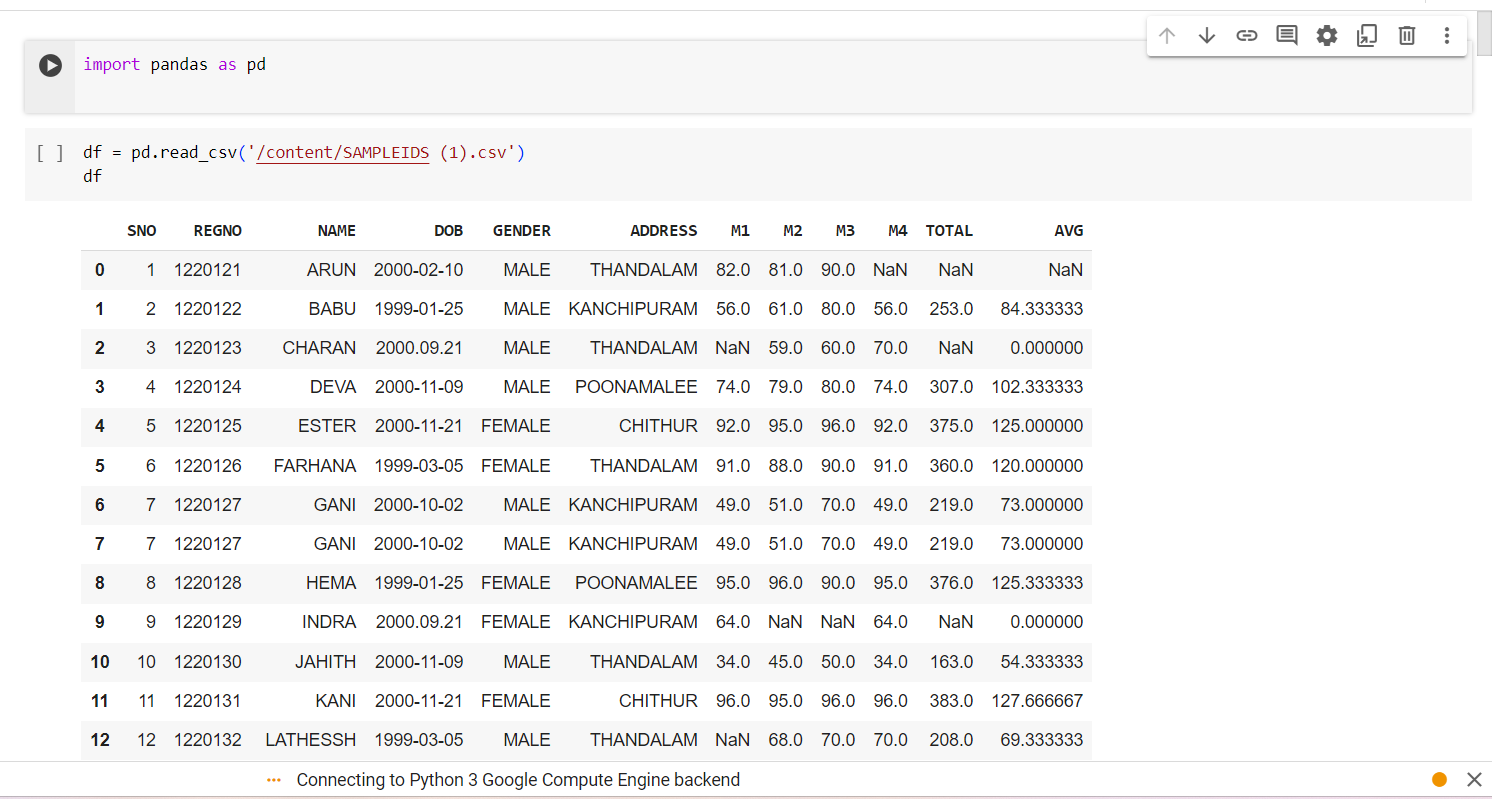 import pandas as pd
[ ] df = pd.read_csv('/content/SAMPLEIDS (1).csv')
df
SNO REGNO NAME DOB GENDER ADDRESS M1 M2 M3 M4 TOTAL AVG
0 1 1220121 ARUN 2000-02-10 MALE THANDALAM 82.0 81.0 90.0 NaN NaN NaN
1 2 1220122 BABU 1999-01-25 MALE KANCHIPURAM 56.0 61.0 80.0 56.0 253.0 84.333333
2 3 1220123 CHARAN 2000.09.21 MALE THANDALAM NaN 59.0 60.0 70.0 NaN 0.000000
3 4 1220124 DEVA 2000-11-09 MALE POONAMALEE 74.0 79.0 80.0 74.0 307.0 102.333333
4 5 1220125 ESTER 2000-11-21 FEMALE CHITHUR 92.0 95.0 96.0 92.0 375.0 125.000000
5 6 1220126 FARHANA 1999-03-05 FEMALE THANDALAM 91.0 88.0 90.0 91.0 360.0 120.000000
6 7 1220127 GANI 2000-10-02 MALE KANCHIPURAM 49.0 51.0 70.0 49.0 219.0 73.000000
7 7 1220127 GANI 2000-10-02 MALE KANCHIPURAM 49.0 51.0 70.0 49.0 219.0 73.000000
8 8 1220128 HEMA 1999-01-25 FEMALE POONAMALEE 95.0 96.0 90.0 95.0 376.0 125.333333
9 9 1220129 INDRA 2000.09.21 FEMALE KANCHIPURAM 64.0 NaN NaN 64.0 NaN 0.000000
10 10 1220130 JAHITH 2000-11-09 MALE THANDALAM 34.0 45.0 50.0 34.0 163.0 54.333333
11 11 1220131 KANI 2000-11-21 FEMALE CHITHUR 96.0 95.0 96.0 96.0 383.0 127.666667
12 12 1220132 LATHESSH 1999-03-05 MALE THANDALAM NaN 68.0 70.0 70.0 208.0 69.333333
Connecting to Python 3 Google Compute Engine backend